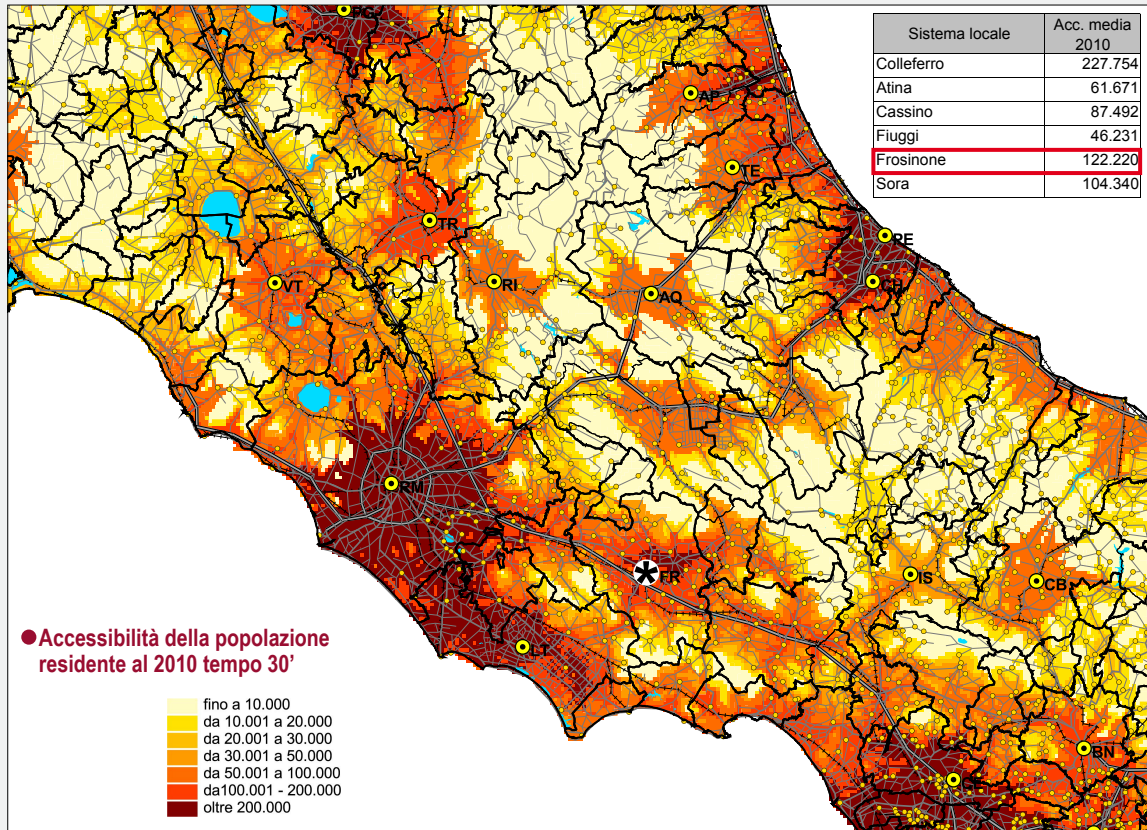 Sistema locale Acc. media 2010
Colleferro 227.754
Atina 61.671
Cassino 87.492
Fiuggi 46.231
Frosinone 122.220
Sora 104.340
AP
TE
PE
CH
TR
RI
AQ
VT
RM
FR
IS
CB
LT
BN
CE
Accessibilità della popolazione
residente al 2010 tempo 30’
fino a 10.000
da 10.001 a 20.000
da 20.001 a 30.000
da 30.001 a 50.000
da 50.001 a 100.000
da100.001 - 200.000
oltre 200.000